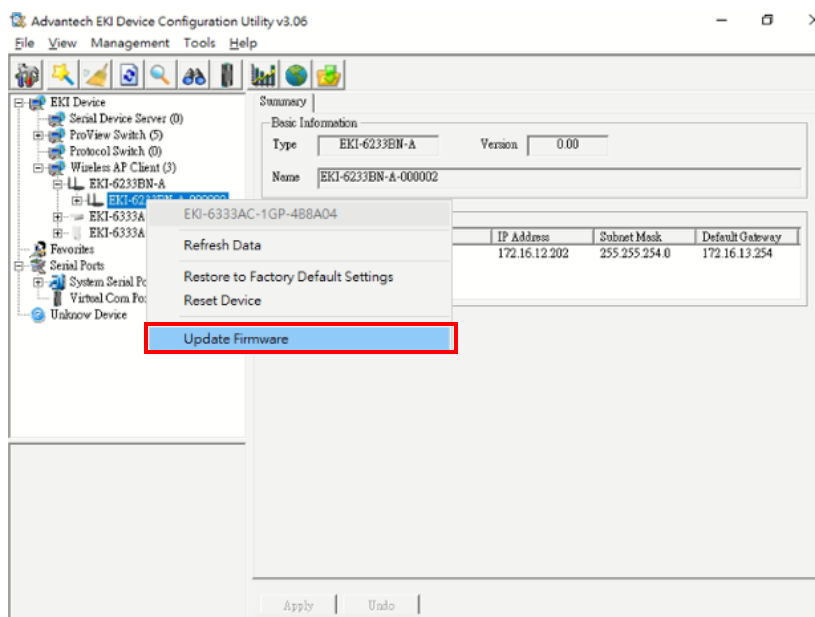 Advantech EKI Device Configuration Utility v3.06
File View Management Tools Help
EKI Device
Serial Device Server (0)
ProView Switch (5)
Protocol Switch (0)
Wireless AP Client (3)
EKI-6233BN-A
EKI-6233BN-A-000002
EKI-6333A
EKI-6333A
Favorites
Serial Ports
System Serial Po
Virtual Com Po
Unknow Device
EKI-6333AC-1GP-4B8A04
Refresh Data
Restore to Factory Default Settings
Reset Device
Update Firmware
Summary
Basic Information
Type EKI-6233BN-A Version 0.00
Name EKI-6233BN-A-000002
IP Address Subnet Mask Default Gateway
172.16.12.202 255.255.254.0 172.16.13.254
Apply Undo